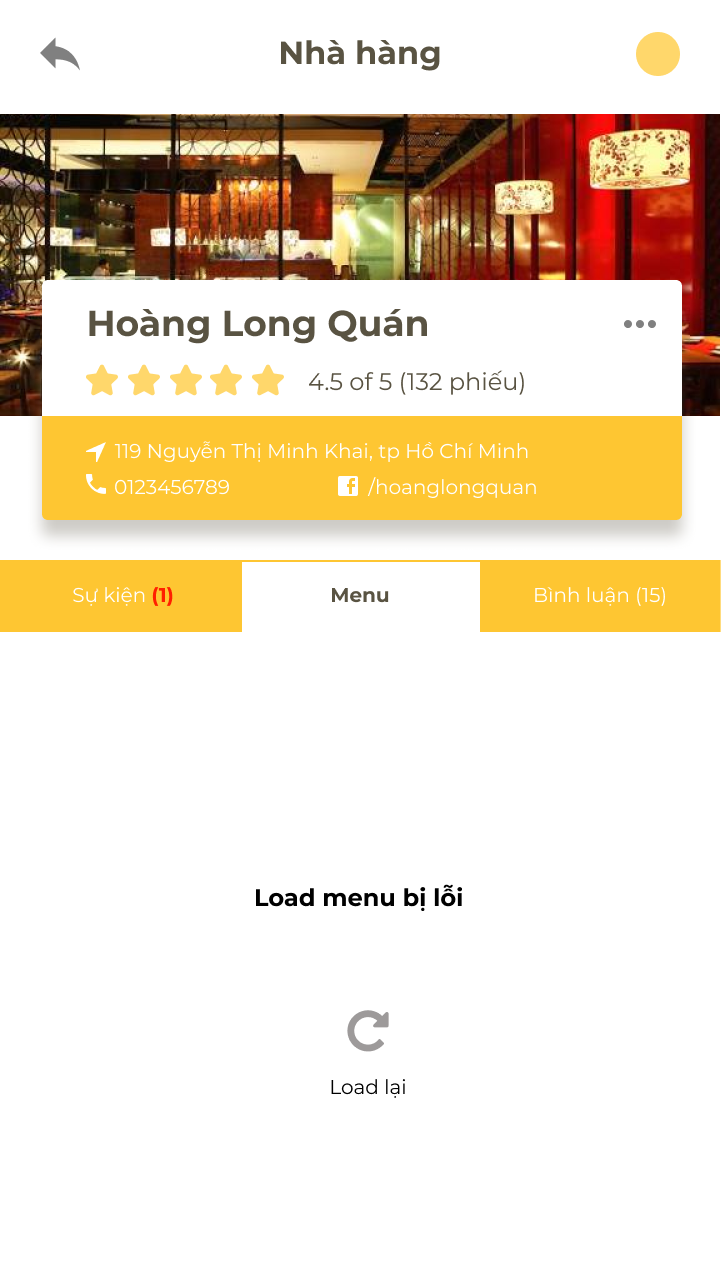 Nhà hàng
Hoàng Long Quán
4.5 of 5 (132 phiếu)
119 Nguyễn Thị Minh Khai, tp Hồ Chí Minh
0123456789 /hoanglongquan
Sự kiện (1) Menu Bình luận (15)
Load menu bị lỗi
Load lại